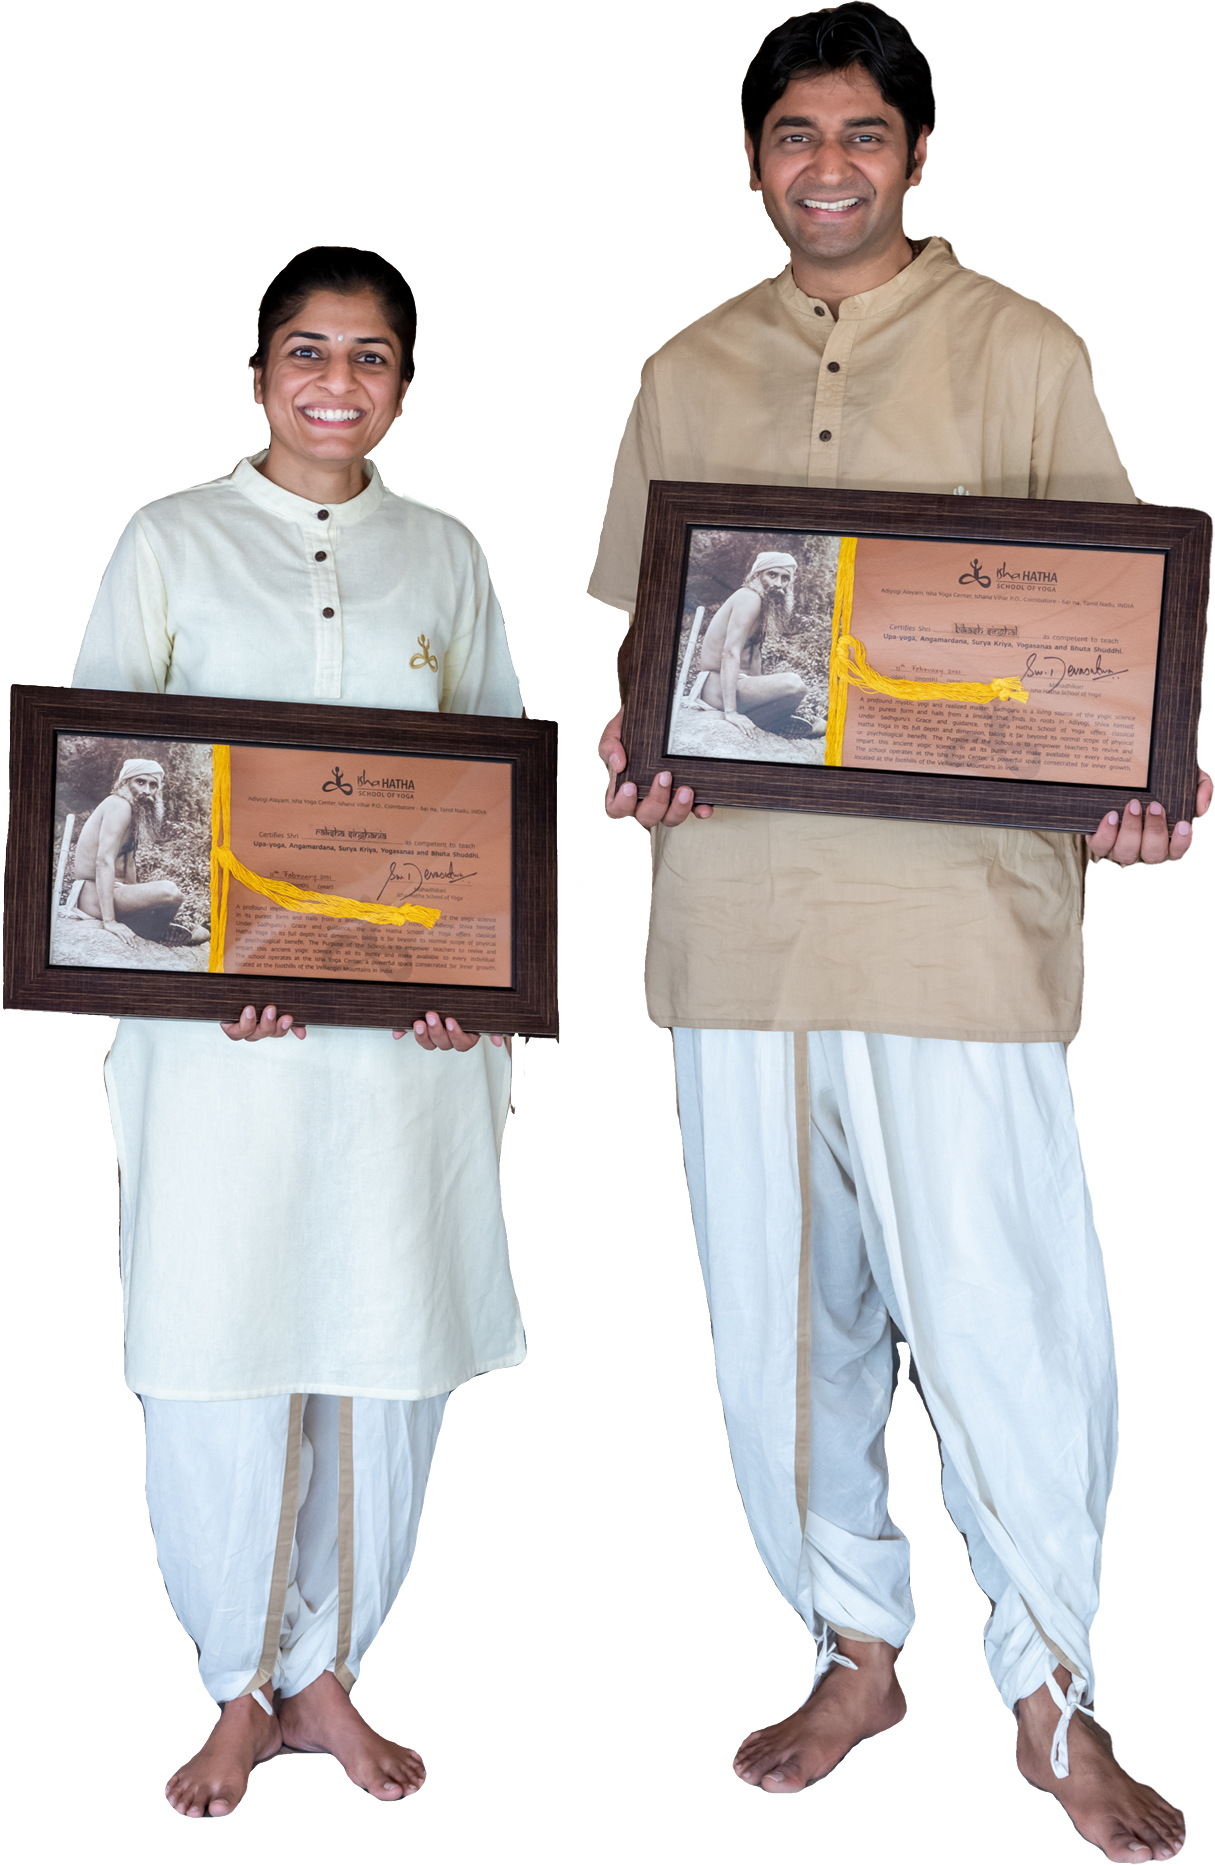 isha HATHA
SCHOOL OF YOGA
Adiyogi Alayam, Isha Yoga Center, Ishana Vihar P.O., Coimbatore - 641 114, Tamil Nadu, INDIA
Certifies Shri raksha singhania as competent to teach
Upa-yoga, Angamardana, Surya Kriya, Yogasanas and Bhuta Shuddhi.
11th February 2021
(month) (year)
Isha Hatha School of Yoga
A profound mystic, of the yogic science
in its purest form and hails from a lineage that Adiyogi, Shiva himself.
Under Sadhguru's Grace and guidance, the Isha Hatha School of Yoga offers classical
Hatha Yoga in its full depth and dimension, taking it far beyond its normal scope of physical
or psychological benefit. The Purpose of the School is to empower teachers to revive and
impart this ancient yogic science in all its purity and make available to every individual.
The school operates at the Isha Yoga Center, a powerful space consecrated for inner growth,
located at the foothills of the Velliangiri Mountains in India
isha HATHA
SCHOOL OF YOGA
Adiyogi Alayam, Isha Yoga Center, Ishana Vihar P.O., Coimbatore - 641 114, Tamil Nadu, INDIA
Certifies Shri bikash singhal as competent to teach
Upa-yoga, Angamardana, Surya Kriya, Yogasanas and Bhuta Shuddhi.
11th February 2021
(month) (year)
Isha Hatha School of Yoga
A profound mystic, yogi and realized master, Sadhguru is a living source of the yogic science
in its purest form and hails from a lineage that finds its roots in Adiyogi, Shiva himself.
Under Sadhguru's Grace and guidance, the Isha Hatha School of Yoga offers classical
Hatha Yoga in its full depth and dimension, taking it far beyond its normal scope of physical
or psychological benefit. The Purpose of the School is to empower teachers to revive and
impart this ancient yogic science in all its purity and make available to every individual.
The school operates at the Isha Yoga Center, a powerful space consecrated for inner growth,
located at the foothills of the Velliangiri Mountains in India